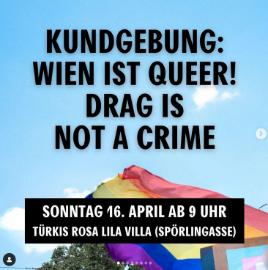 KUNDGEBUNG:
WIEN IST QUEER!
DRAG IS
NOT A CRIME
SONNTAG 16. APRIL AB 9 UHR
TÜRKIS ROSA LILA VILLA (SPÖRLINGASSE)